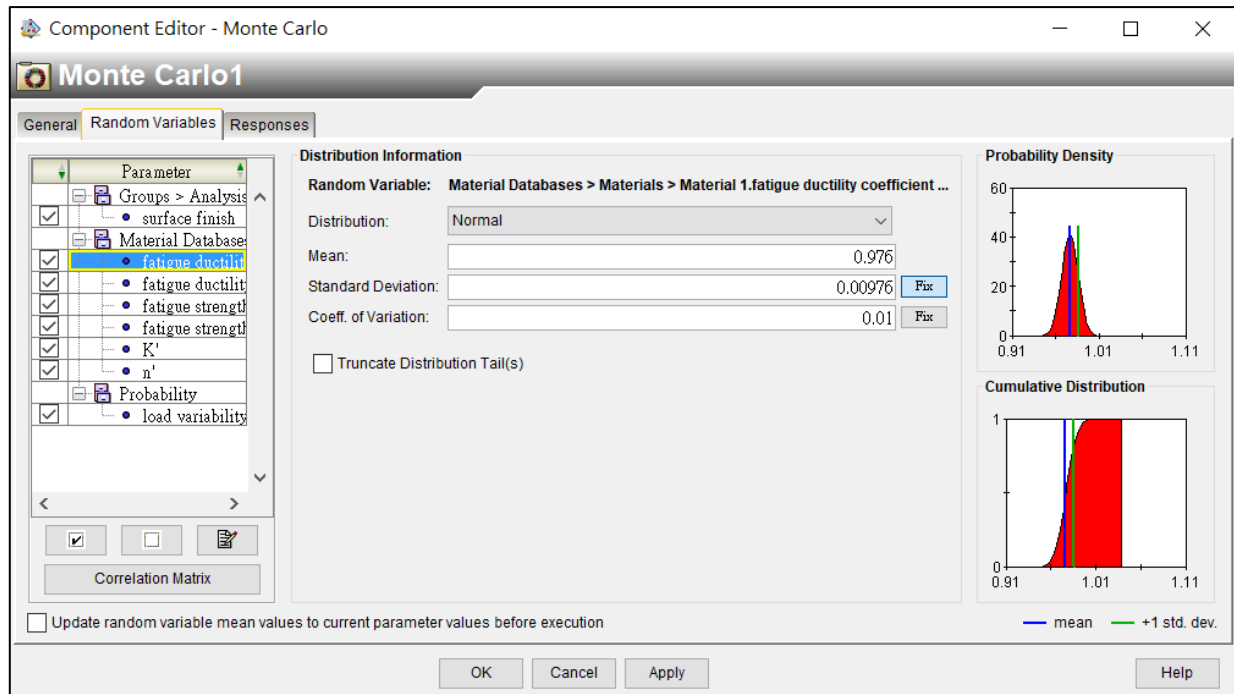 Component Editor - Monte Carlo
Monte Carlo1
General Random Variables Responses
Parameter
Groups > Analysis
surface finish
Material Database
fatigue ductilit
fatigue ductilit
fatigue strengt
fatigue strengt
K'
n'
Probability
load variability
Correlation Matrix
Distribution Information
Random Variable: Material Databases > Materials > Material 1.fatigue ductility coefficient ...
Distribution: Normal
Mean: 0.976
Standard Deviation: 0.00976 Fix
Coeff. of Variation: 0.01 Fix
Truncate Distribution Tail(s)
Probability Density
60
40
20
0
0.91 1.01 1.11
Cumulative Distribution
1
0
0.91 1.01 1.11
Update random variable mean values to current parameter values before execution
mean +1 std. dev.
OK Cancel Apply Help